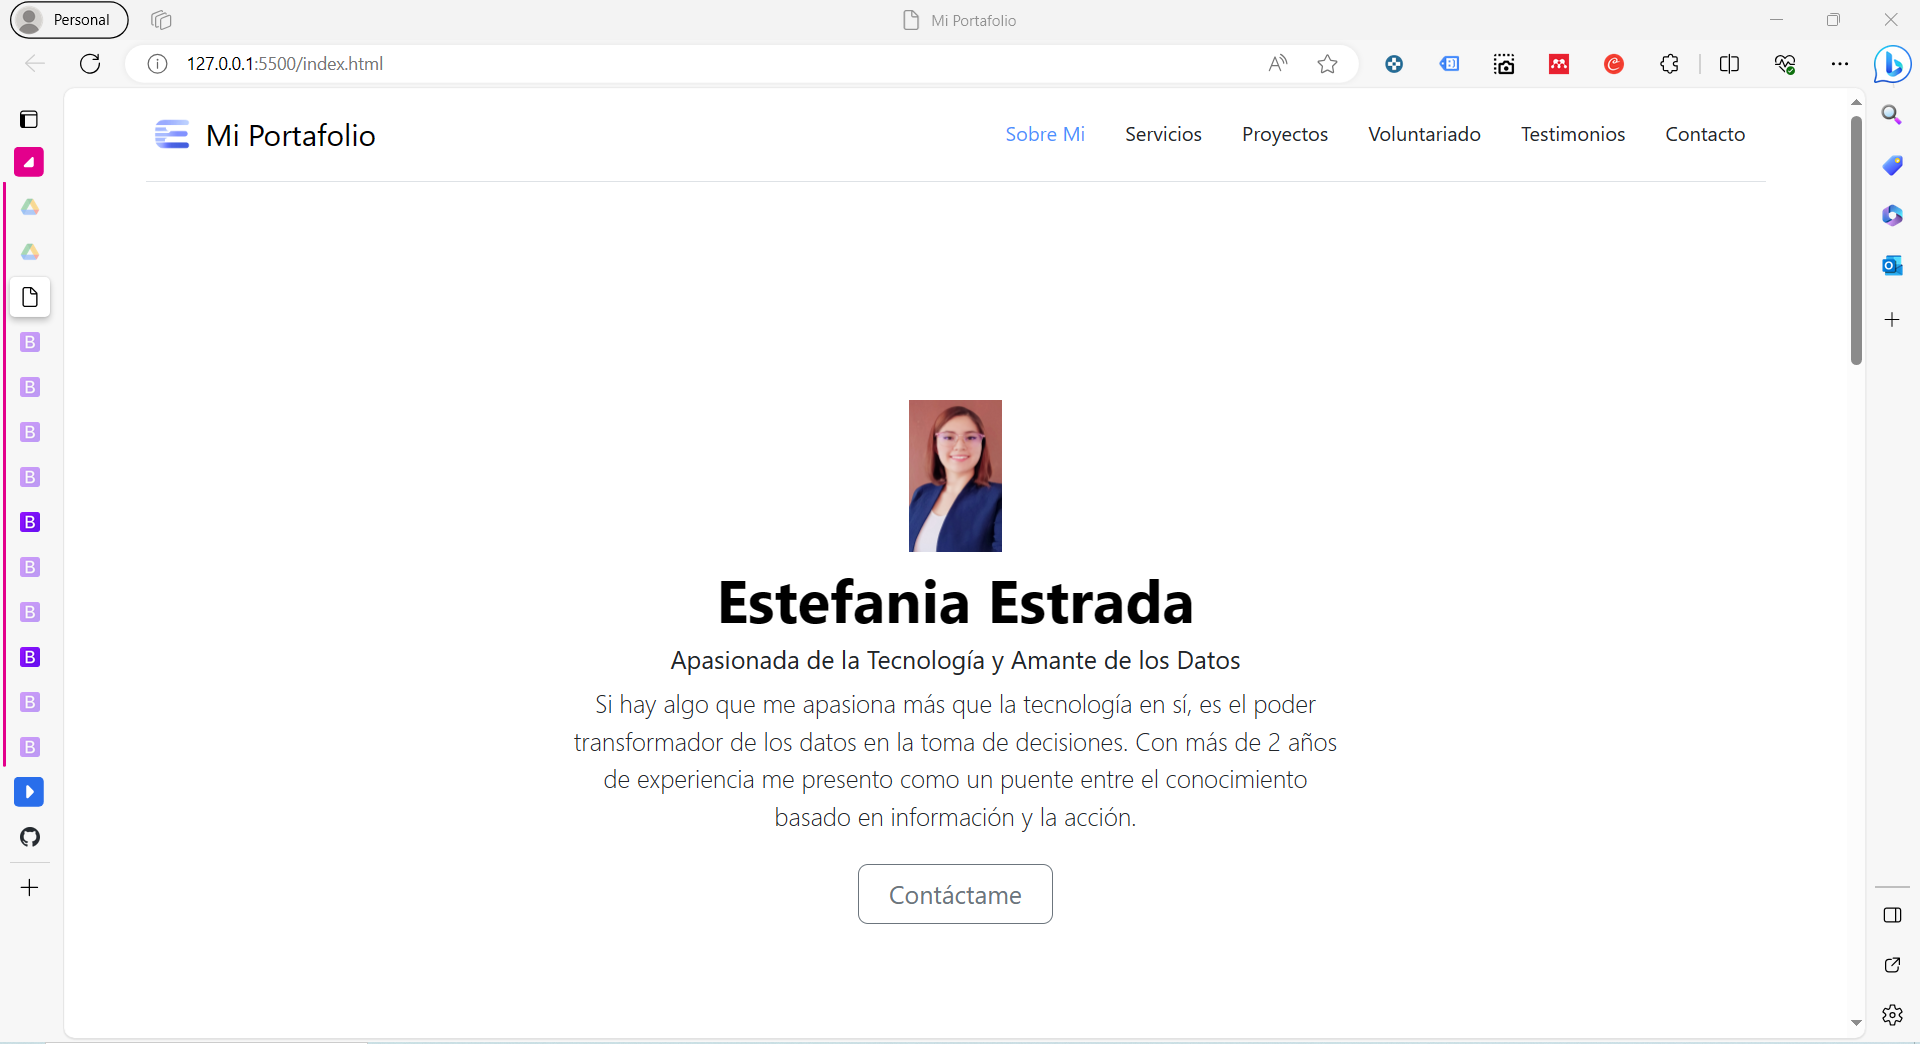 Personal
Mi Portafolio
127.0.0.1:5500/index.html
Mi Portafolio
Sobre Mi
Servicios
Proyectos
Voluntariado
Testimonios
Contacto
Estefania Estrada
Apasionada de la Tecnología y Amante de los Datos
Si hay algo que me apasiona más que la tecnología en sí, es el poder
transformador de los datos en la toma de decisiones. Con más de 2 años
de experiencia me presento como un puente entre el conocimiento
basado en información y la acción.
Contáctame